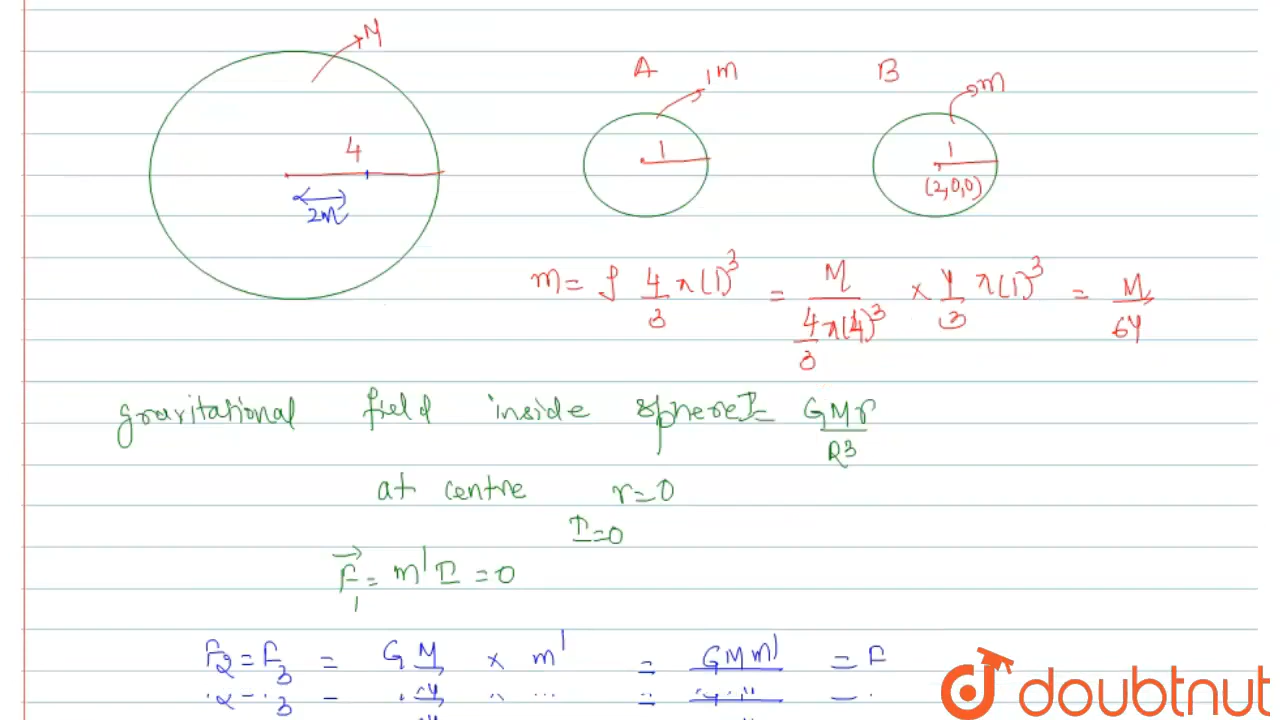 M
A
1m
B
m
4
1
1
2m
(2,0,0)
m = ρ 4/3 π(1)³ = M / 4/3 π(4)³ × 4/3 π(1)³ = M/64
gravitational field inside sphere I = GMr/R³
at centre r=0
I=0
F⃗₁ = m' I = 0
F₂ = F₃ = GM × m' = GMm' = F
doubtnut